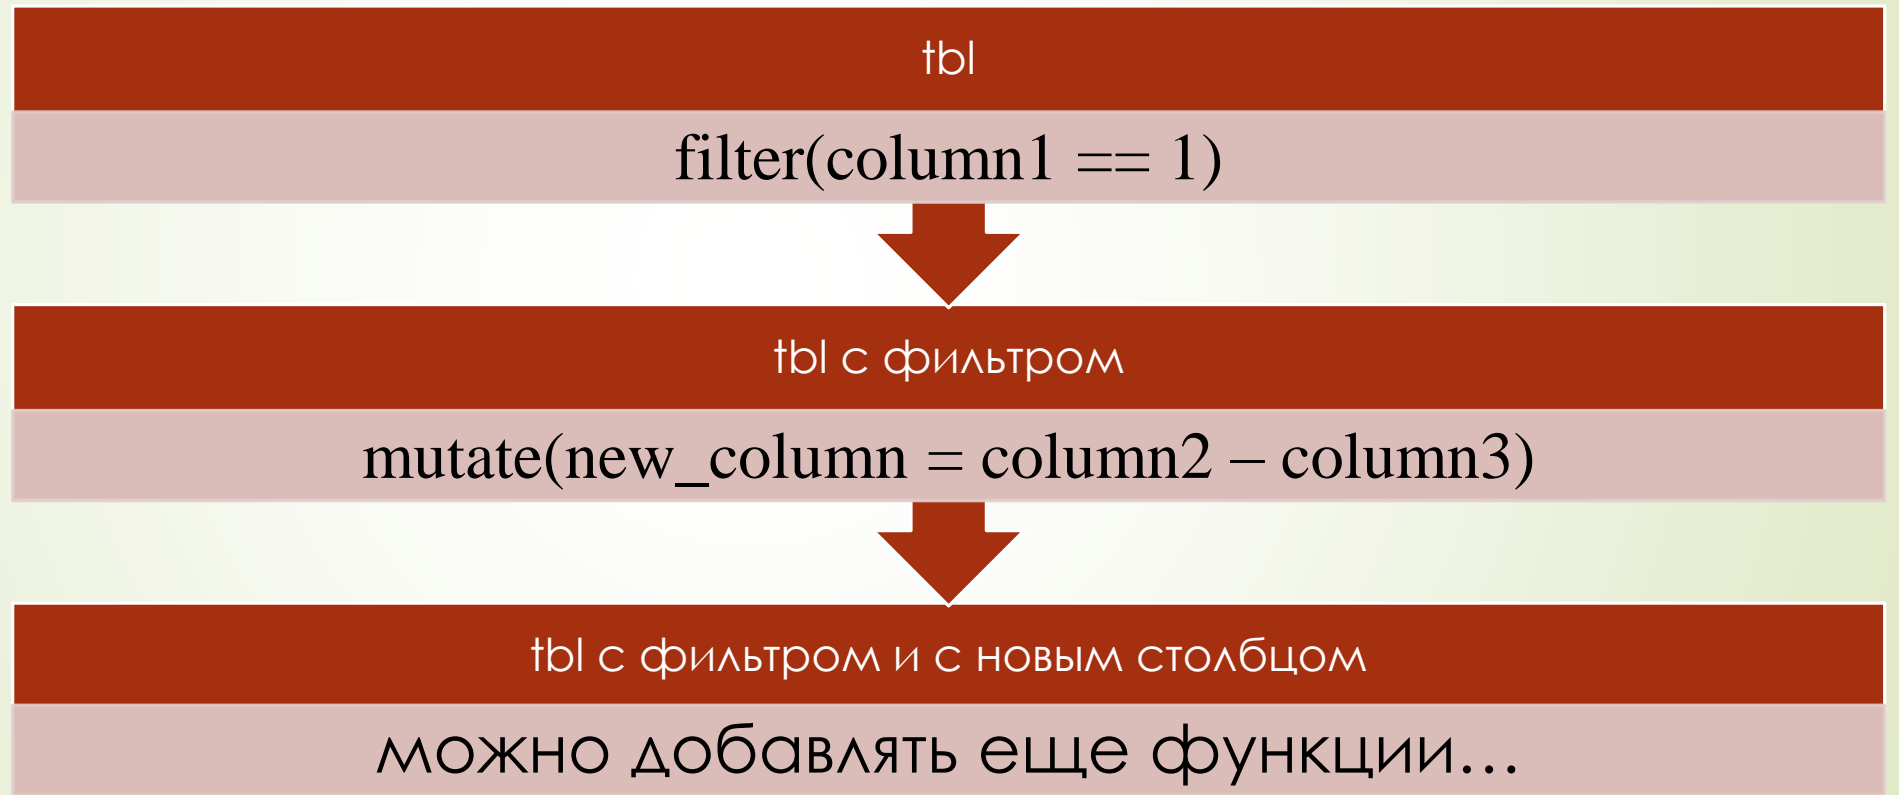 tbl
filter(column1 == 1)
tbl с фильтром
mutate(new_column = column2 – column3)
tbl с фильтром и с новым столбцом
можно добавлять еще функции…